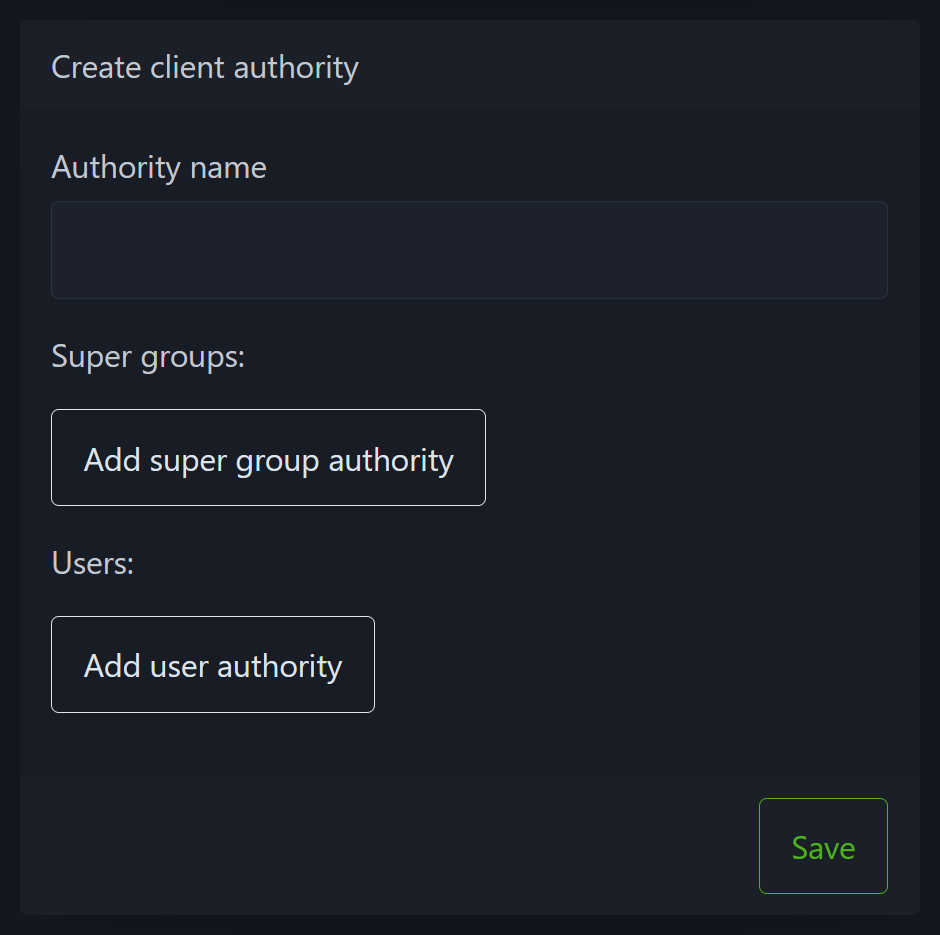 Create client authority
Authority name
Super groups:
Add super group authority
Users:
Add user authority
Save